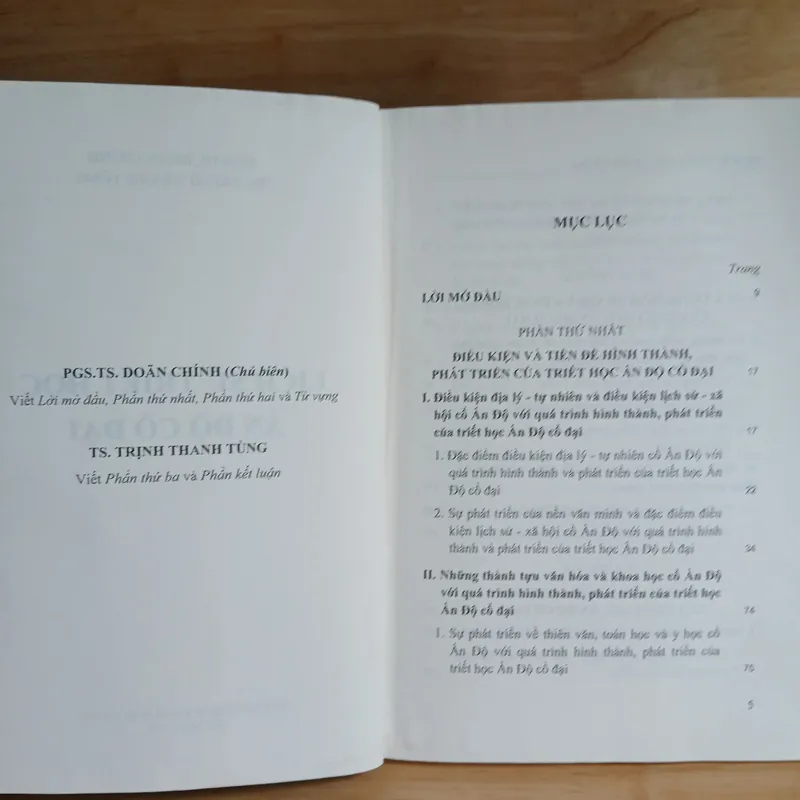 PGS.TS. DOÃN CHÍNH (Chủ biên)
Viết Lời mở đầu, Phần thứ nhất, Phần thứ hai và Từ vựng
TS. TRỊNH THANH TÙNG
Viết Phần thứ ba và Phần kết luận
MỤC LỤC
Trang
LỜI MỞ ĐẦU 9
PHẦN THỨ NHẤT
ĐIỀU KIỆN VÀ TIỀN ĐỀ HÌNH THÀNH,
PHÁT TRIỂN CỦA TRIẾT HỌC ẤN ĐỘ CỔ ĐẠI 17
I. Điều kiện địa lý - tự nhiên và điều kiện lịch sử - xã
hội cổ Ấn Độ với quá trình hình thành, phát triển
của triết học Ấn Độ cổ đại 17
1. Đặc điểm điều kiện địa lý - tự nhiên cổ Ấn Độ với
quá trình hình thành và phát triển của triết học Ấn
Độ cổ đại 22
2. Sự phát triển của nền văn minh và đặc điểm điều
kiện lịch sử - xã hội cổ Ấn Độ với quá trình hình
thành và phát triển của triết học Ấn Độ cổ đại 34
II. Những thành tựu văn hóa và khoa học cổ Ấn Độ
với quá trình hình thành, phát triển của triết học
Ấn Độ cổ đại
1. Sự phát triển về thiên văn, toán học và y học cổ
Ấn Độ với quá trình hình thành, phát triển của
triết học Ấn Độ cổ đại
5